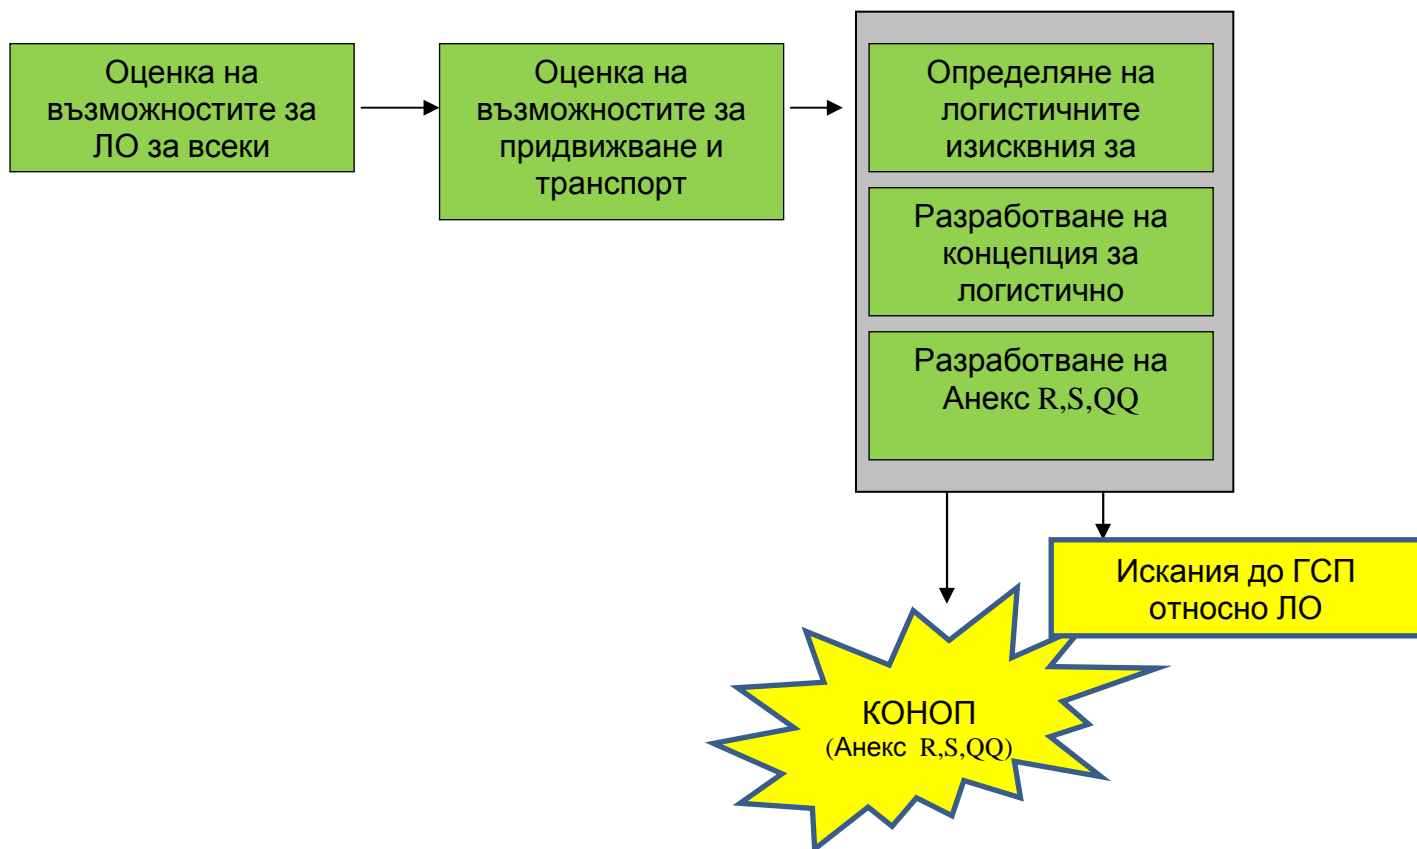 Оценка на
възможностите за
ЛО за всеки
Оценка на
възможностите за
придвижване и
транспорт
Определяне на
логистичните
изисквния за
Разработване на
концепция за
логистично
Разработване на
Анекс R,S,QQ
Искания до ГСП
относно ЛО
КОНОП
(Анекс R,S,QQ)